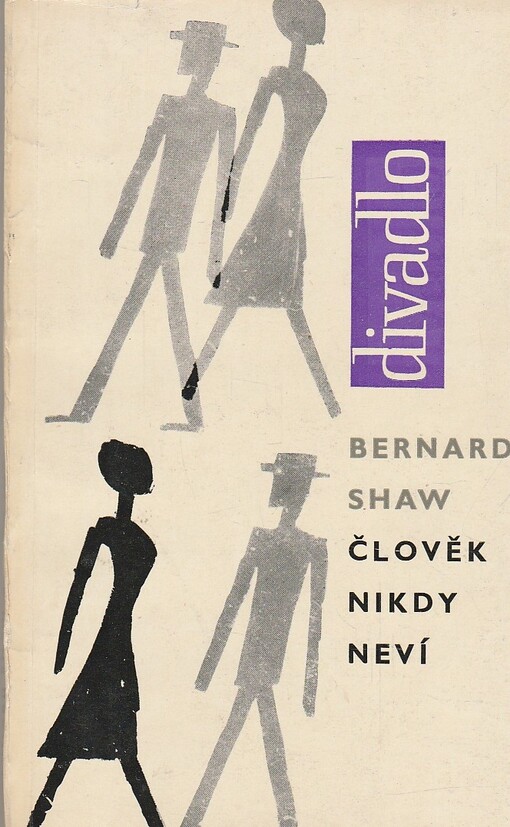 divadlo
BERNARD
SHAW
ČLOVĚK
NIKDY
NEVÍ